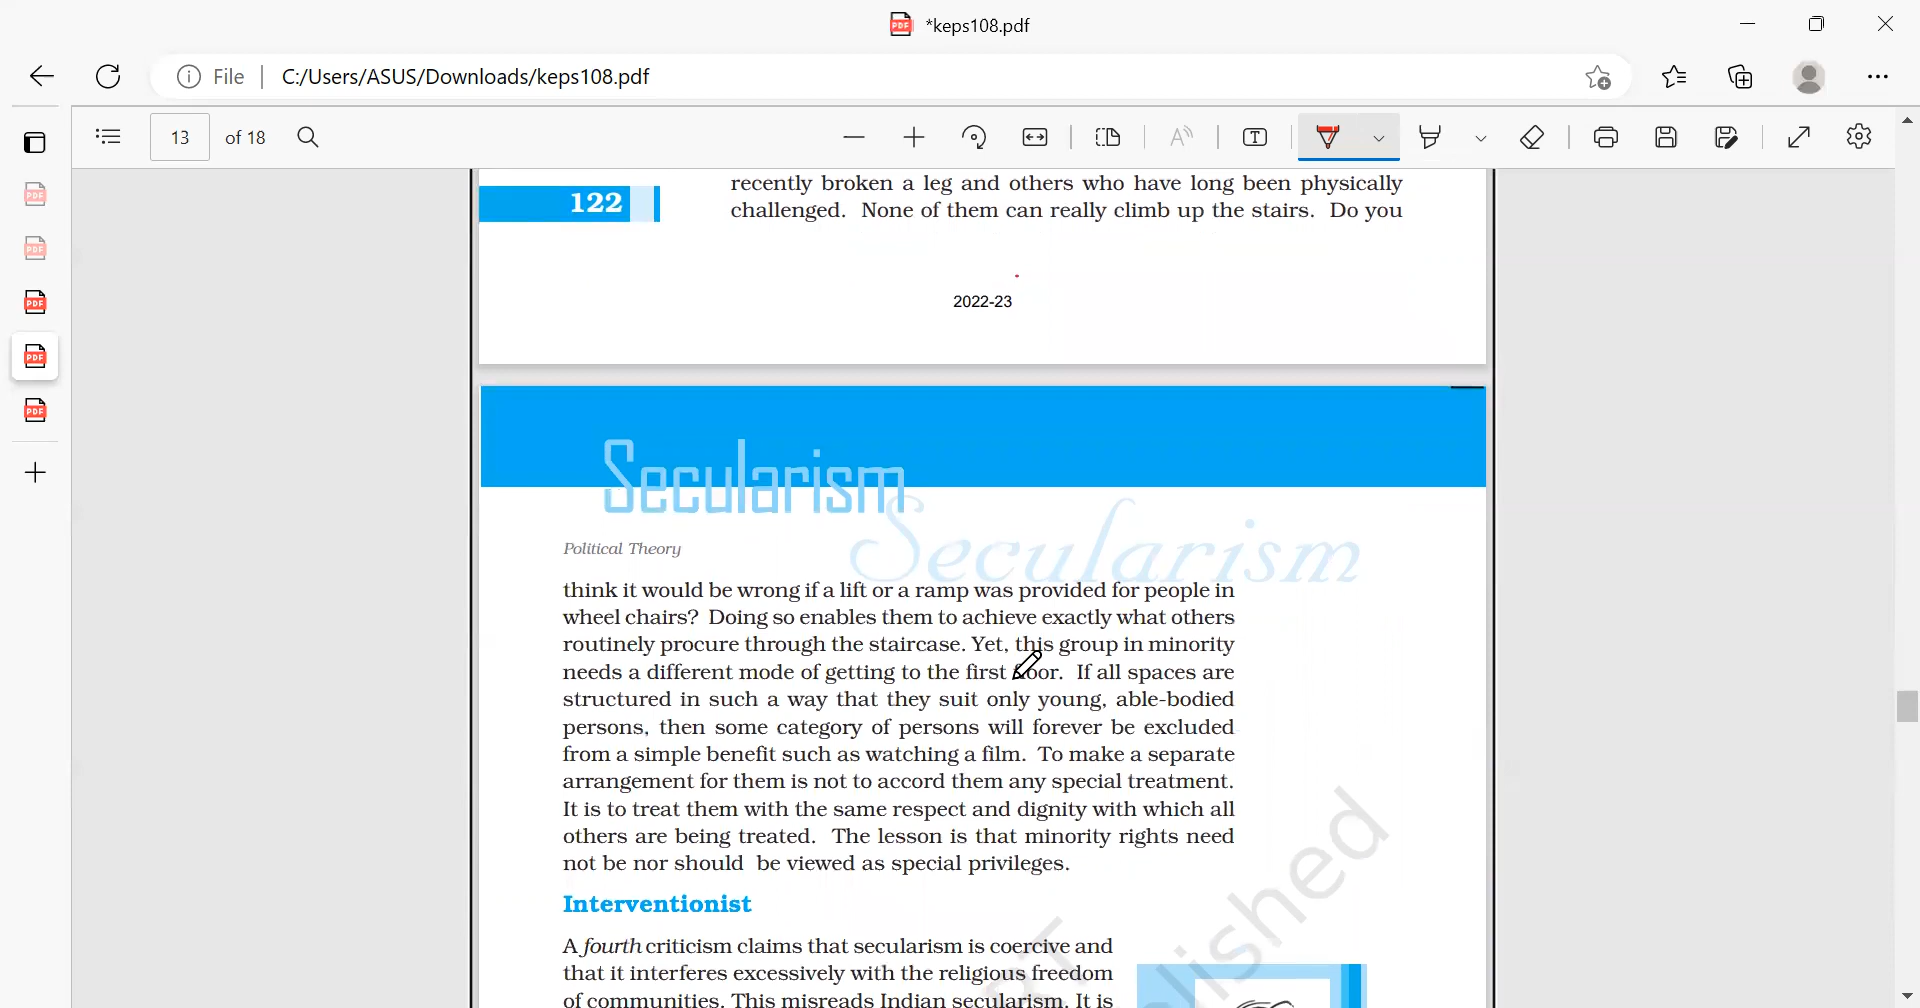 *keps108.pdf
File
C:/Users/ASUS/Downloads/keps108.pdf
13 of 18
recently broken a leg and others who have long been physically
122
challenged. None of them can really climb up the stairs. Do you
2022-23
Secularism
Secularism
Political Theory
think it would be wrong if a lift or a ramp was provided for people in
wheel chairs? Doing so enables them to achieve exactly what others
routinely procure through the staircase. Yet, this group in minority
needs a different mode of getting to the first floor. If all spaces are
structured in such a way that they suit only young, able-bodied
persons, then some category of persons will forever be excluded
from a simple benefit such as watching a film. To make a separate
arrangement for them is not to accord them any special treatment.
It is to treat them with the same respect and dignity with which all
others are being treated. The lesson is that minority rights need
not be nor should be viewed as special privileges.
Interventionist
A fourth criticism claims that secularism is coercive and
that it interferes excessively with the religious freedom
of communities. This misreads Indian secularism. It is